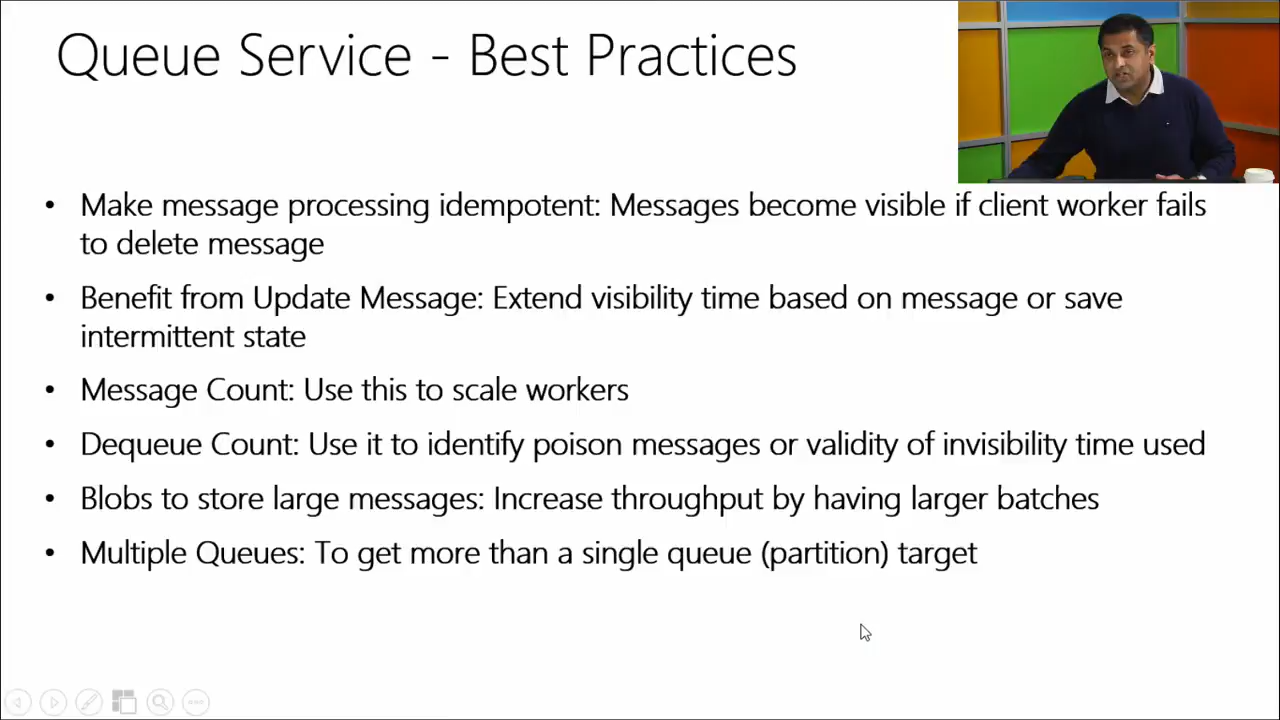 Queue Service - Best Practices
• Make message processing idempotent: Messages become visible if client worker fails
to delete message
• Benefit from Update Message: Extend visibility time based on message or save
intermittent state
• Message Count: Use this to scale workers
• Dequeue Count: Use it to identify poison messages or validity of invisibility time used
• Blobs to store large messages: Increase throughput by having larger batches
• Multiple Queues: To get more than a single queue (partition) target